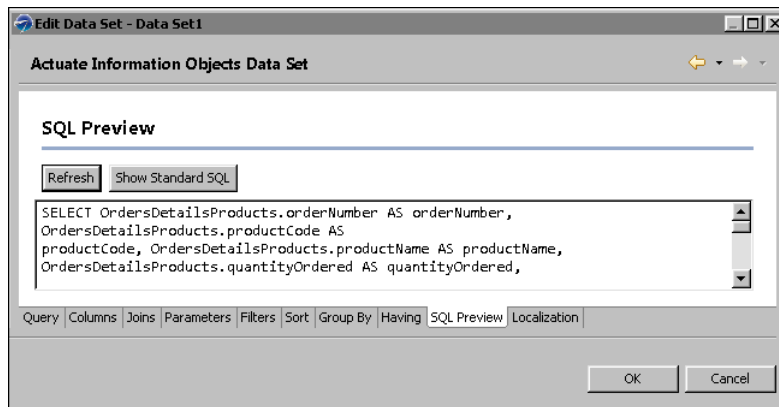 Edit Data Set - Data Set1
Actuate Information Objects Data Set
SQL Preview
Refresh Show Standard SQL
SELECT OrdersDetailsProducts.orderNumber AS orderNumber,
OrdersDetailsProducts.productCode AS
productCode, OrdersDetailsProducts.productName AS productName,
OrdersDetailsProducts.quantityOrdered AS quantityOrdered,
Query Columns Joins Parameters Filters Sort Group By Having SQL Preview Localization
OK Cancel